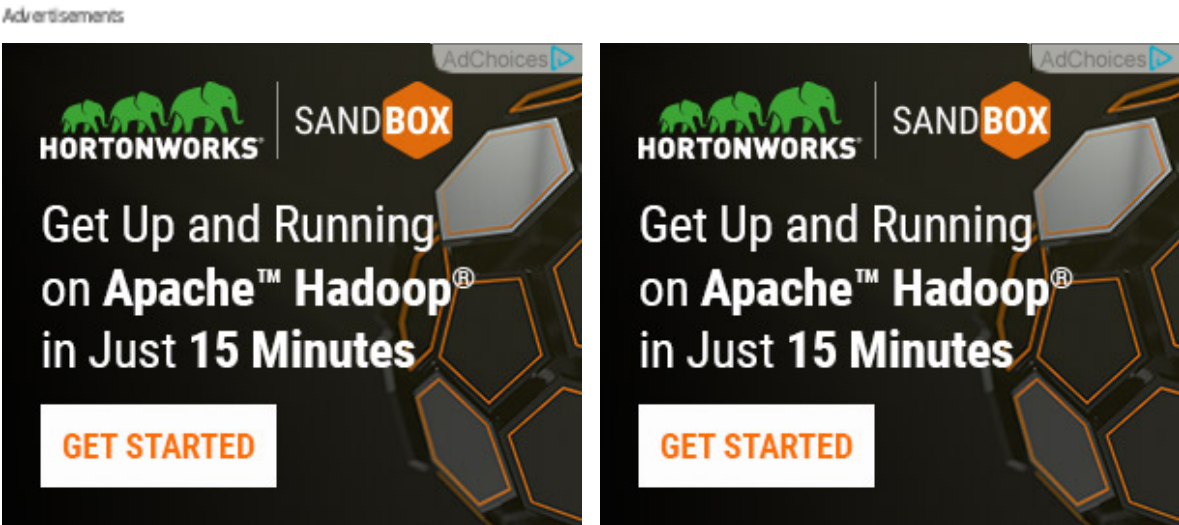 Advertisements
AdChoices
HORTONWORKS
SANDBOX
Get Up and Running
on Apache™ Hadoop®
in Just 15 Minutes
GET STARTED
AdChoices
HORTONWORKS
SANDBOX
Get Up and Running
on Apache™ Hadoop®
in Just 15 Minutes
GET STARTED